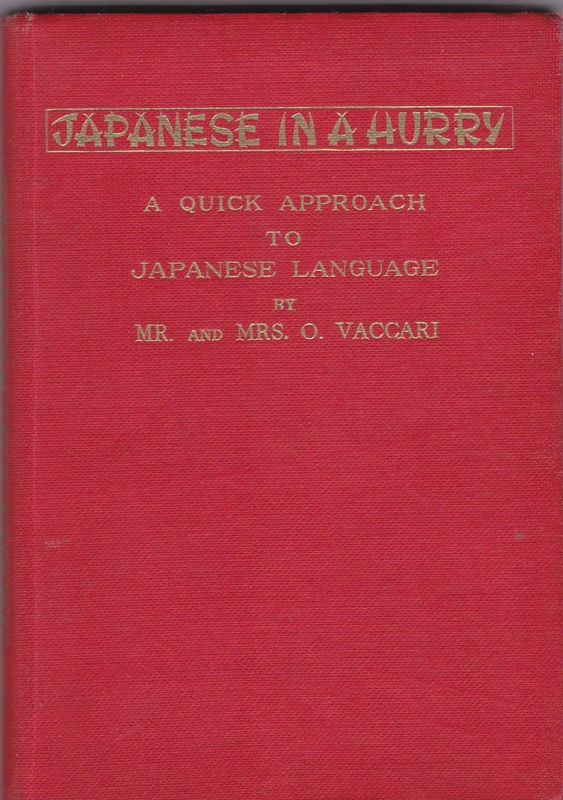 JAPANESE IN A HURRY
A QUICK APPROACH
TO
JAPANESE LANGUAGE
BY
MR. AND MRS. O. VACCARI